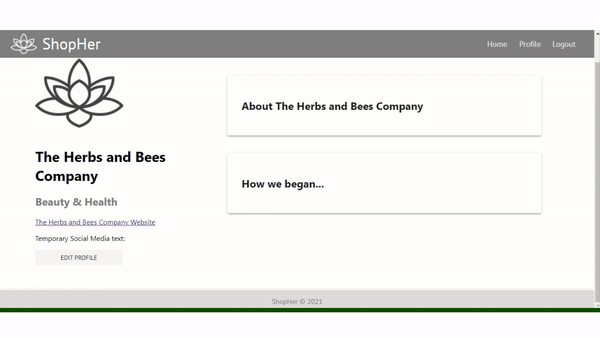 ShopHer
Home Profile Logout
The Herbs and Bees
Company
Beauty & Health
The Herbs and Bees Company Website
Temporary Social Media text:
EDIT PROFILE
About The Herbs and Bees Company
How we began...
ShopHer © 2021